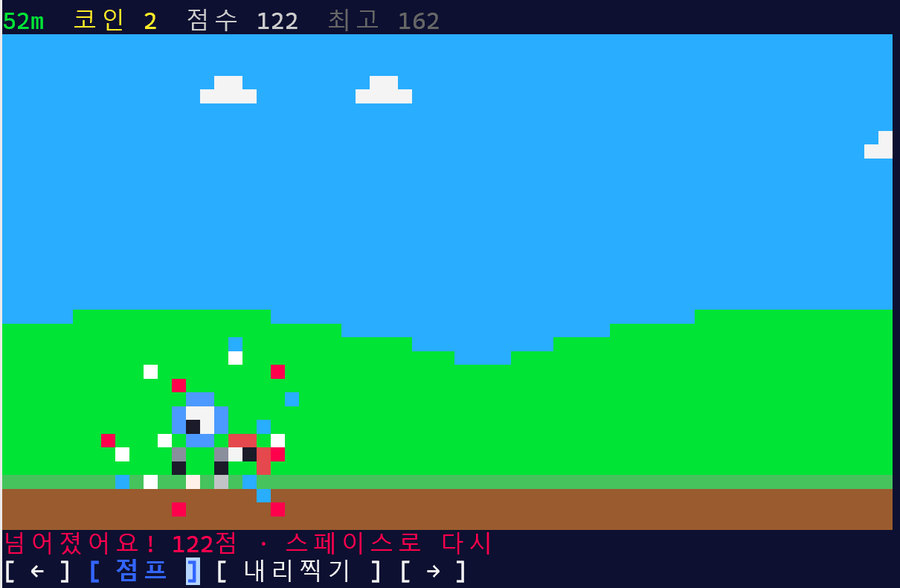 52m 코인 2 점수 122 최고 162
넘어졌어요! 122점 · 스페이스로 다시
[ ← ] [ 점프 ] [ 내리찍기 ] [ → ]